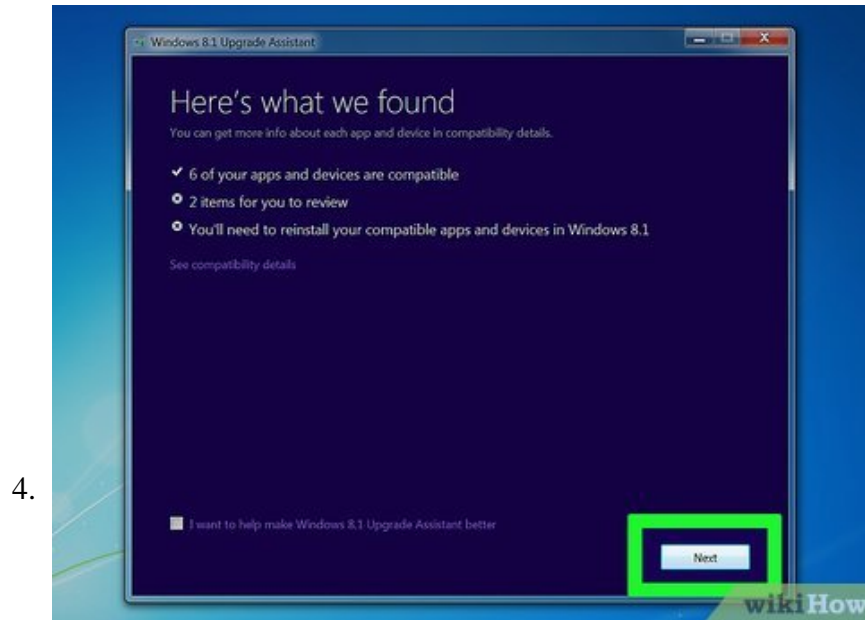 Windows 8.1 Upgrade Assistant
Here's what we found
You can get more info about each app and device in compatibility details.
6 of your apps and devices are compatible
2 items for you to review
You'll need to reinstall your compatible apps and devices in Windows 8.1
See compatibility details
4.
I want to help make Windows 8.1 Upgrade Assistant better
Next
wikiHow